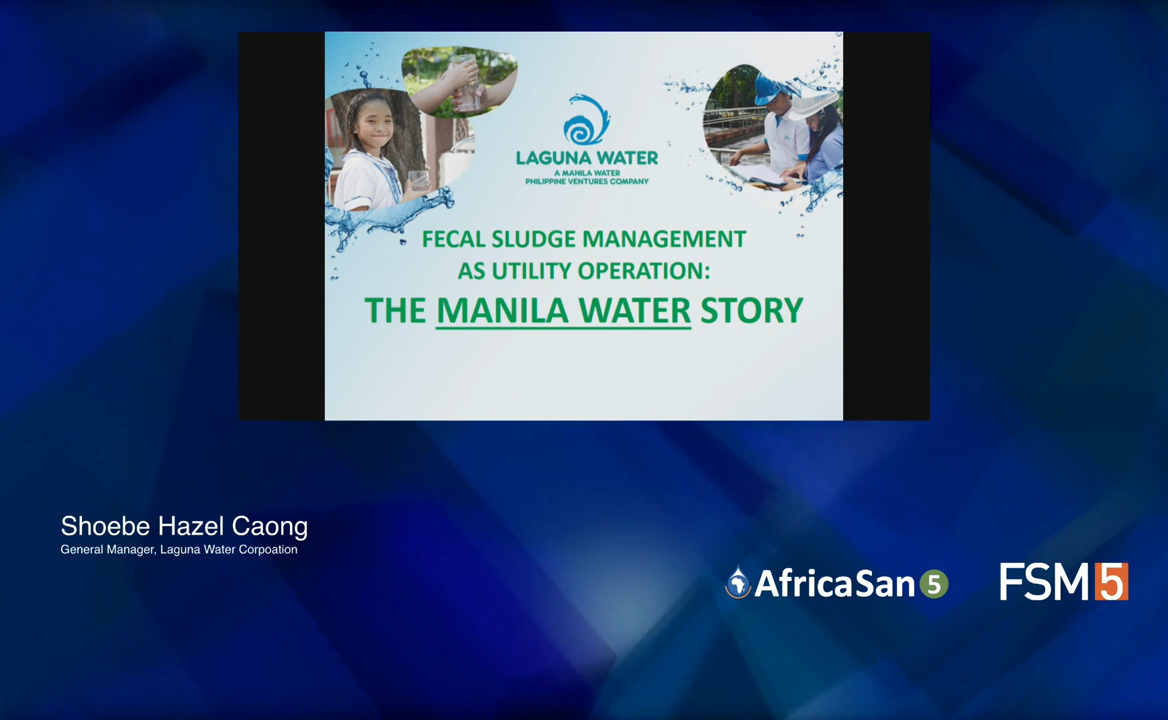 LAGUNA WATER
A MANILA WATER
PHILIPPINE VENTURES COMPANY
FECAL SLUDGE MANAGEMENT
AS UTILITY OPERATION:
THE MANILA WATER STORY
Shoebe Hazel Caong
General Manager, Laguna Water Corpoation
AfricaSan 5
FSM5